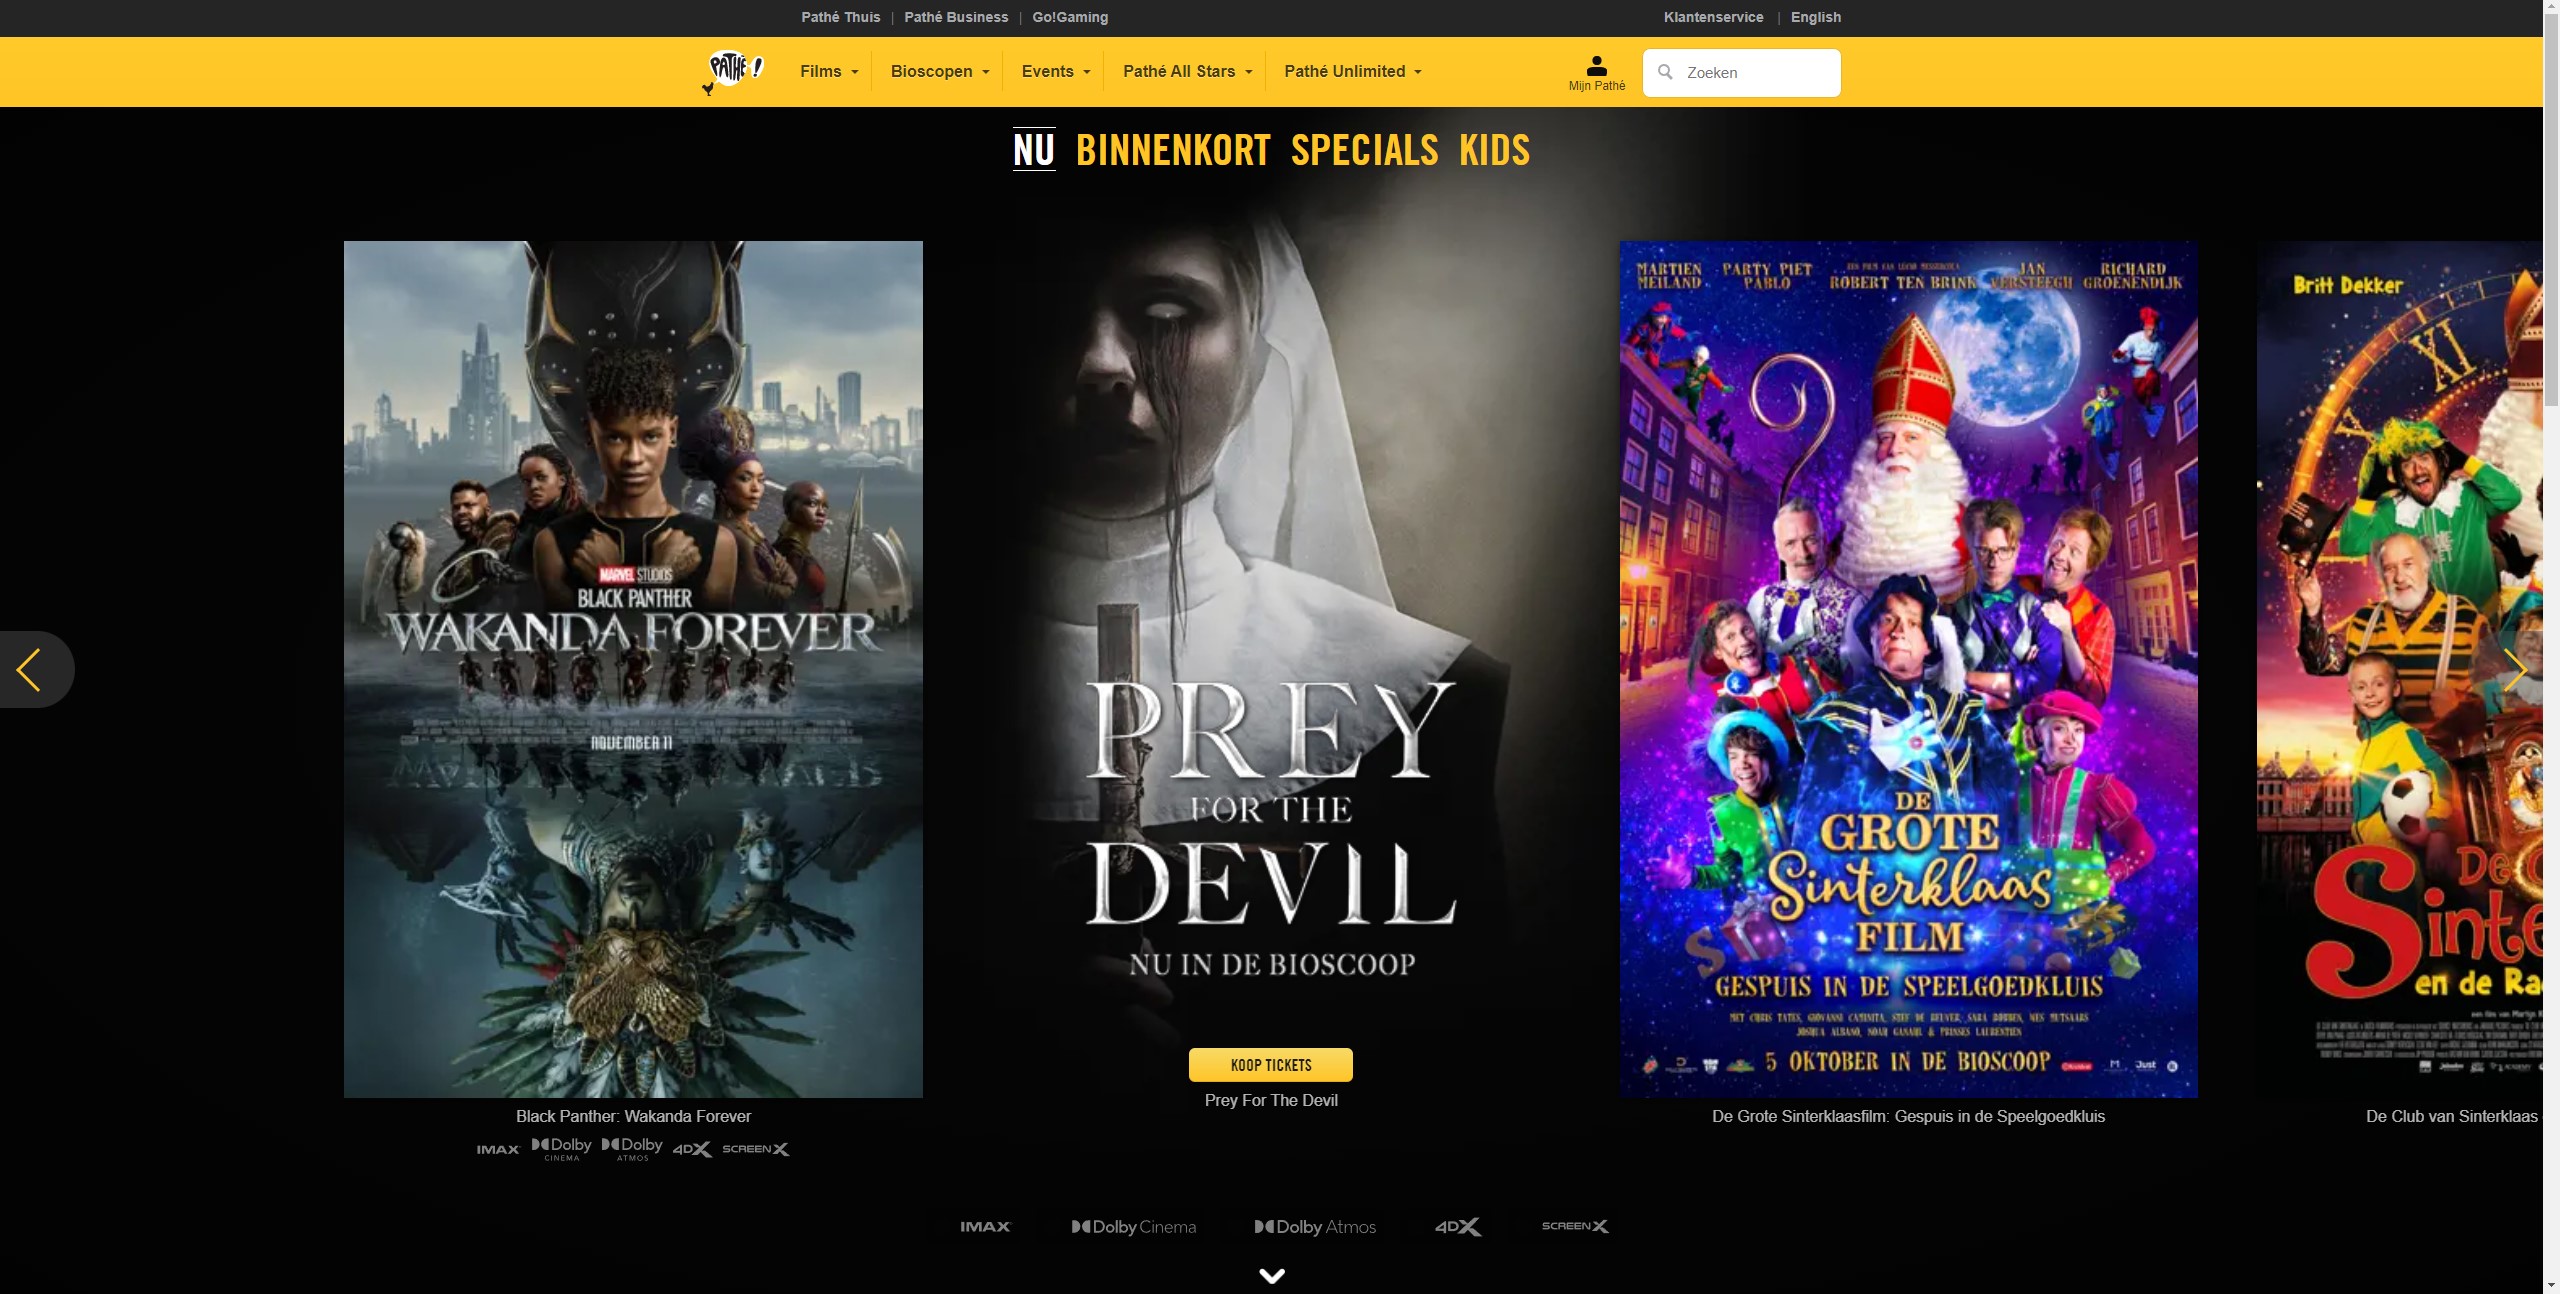 Pathé Thuis | Pathé Business | Go!Gaming
Klantenservice | English
PATHÉ!
Films
Bioscopen
Events
Pathé All Stars
Pathé Unlimited
Mijn Pathé
Zoeken
NU BINNENKORT SPECIALS KIDS
MARVEL STUDIOS
BLACK PANTHER
WAKANDA FOREVER
NOVEMBER 11
Black Panther: Wakanda Forever
IMAX Dolby CINEMA Dolby ATMOS 4DX SCREENX
PREY
FOR THE
DEVIL
NU IN DE BIOSCOOP
KOOP TICKETS
Prey For The Devil
MARTIEN MEILAND
PARTY PIET PABLO
ROBERT TEN BRINK
JAN VERSTEEGH
RICHARD GROENENDIJK
DE
GROTE
Sinterklaas
FILM
GESPUIS IN DE SPEELGOEDKLUIS
5 OKTOBER IN DE BIOSCOOP
De Grote Sinterklaasfilm: Gespuis in de Speelgoedkluis
Britt Dekker
XI
De
Sinte
en de Ra
De Club van Sinterklaas
IMAX Dolby Cinema Dolby Atmos 4DX SCREENX